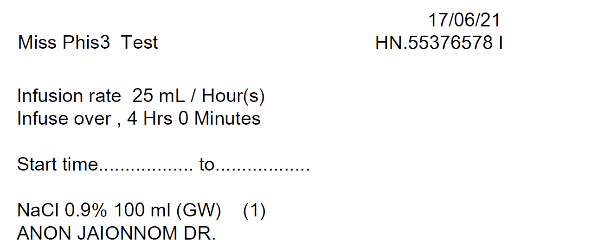 17/06/21
Miss Phis3 Test HN.55376578 I
Infusion rate 25 mL / Hour(s)
Infuse over , 4 Hrs 0 Minutes
Start time.................. to..................
NaCl 0.9% 100 ml (GW) (1)
ANON JAIONNOM DR.